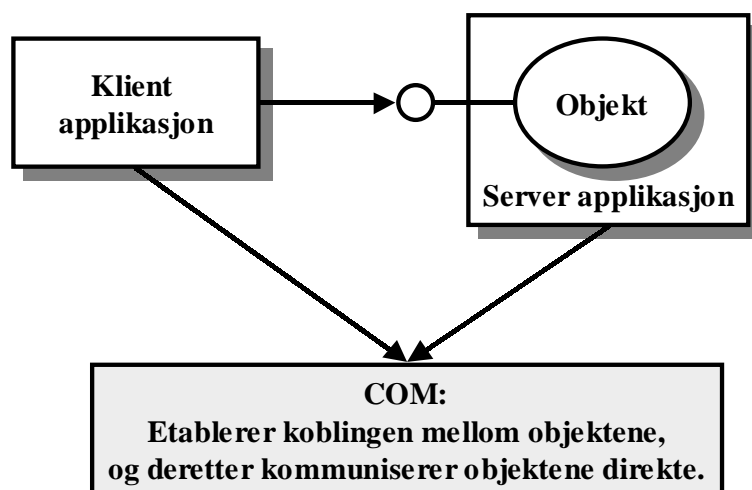 Klient
applikasjon
Objekt
Server applikasjon
COM:
Etablerer koblingen mellom objektene,
og deretter kommuniserer objektene direkte.